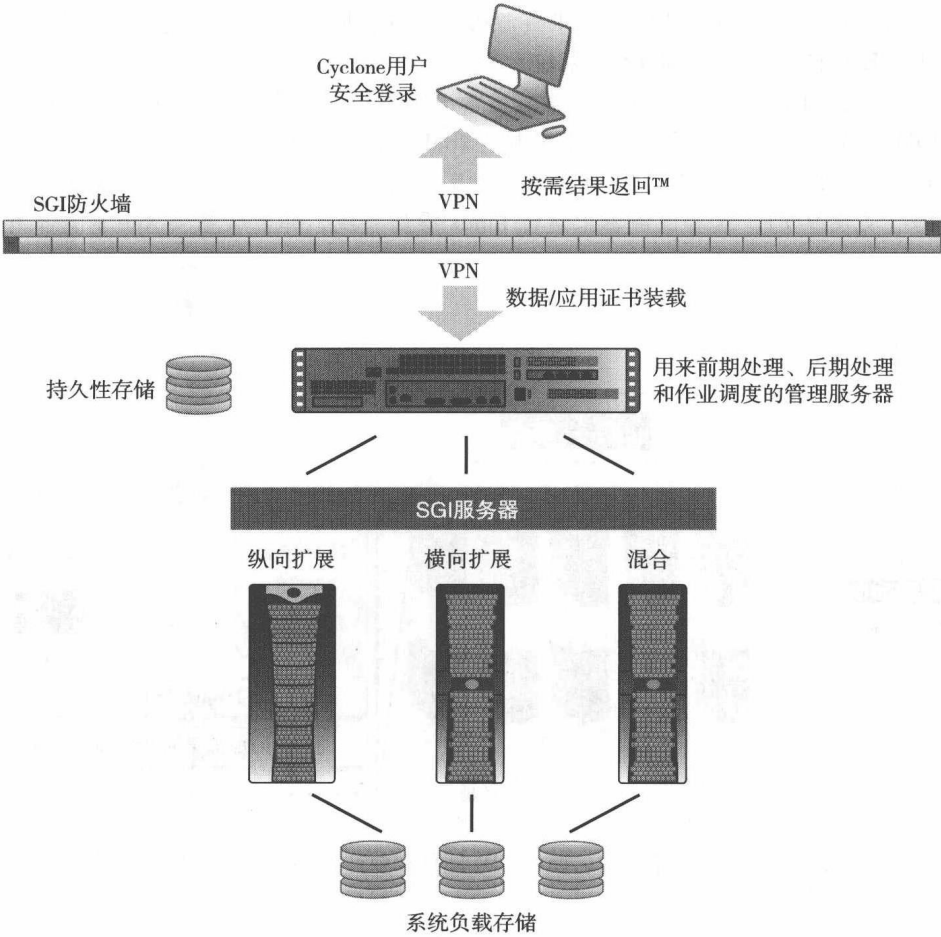 Cyclone用户
安全登录
按需结果返回™
VPN
SGI防火墙
VPN
数据/应用证书装载
持久性存储
用来前期处理、后期处理
和作业调度的管理服务器
SGI服务器
纵向扩展
横向扩展
混合
系统负载存储